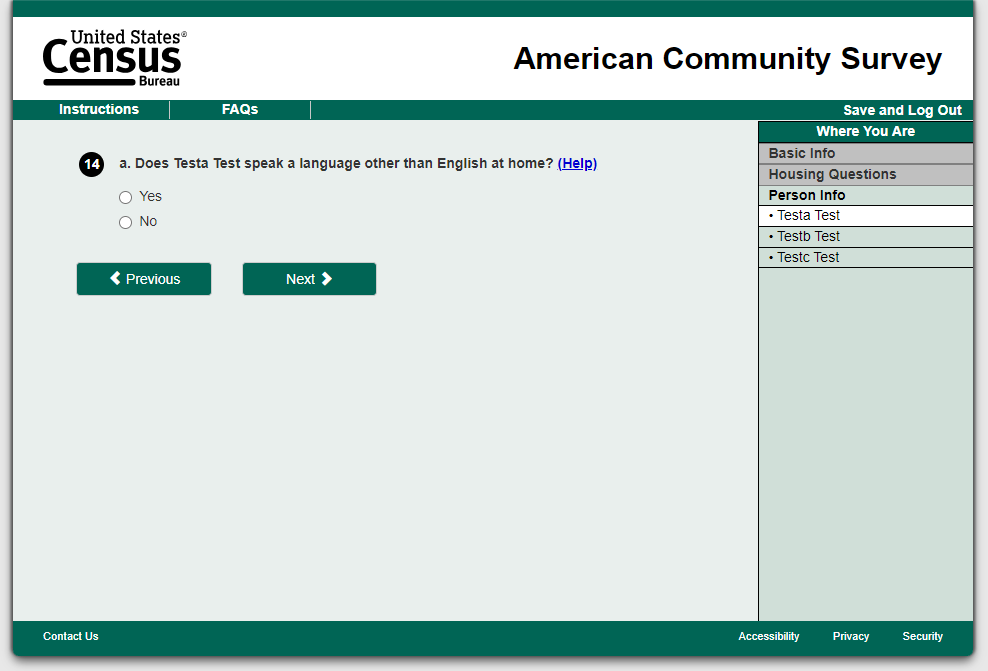 United States®
Census
Bureau
American Community Survey
Instructions
FAQs
Save and Log Out
Where You Are
Basic Info
Housing Questions
Person Info
• Testa Test
• Testb Test
• Testc Test
14 a. Does Testa Test speak a language other than English at home? (Help)
Yes
No
Previous
Next
Contact Us
Accessibility
Privacy
Security